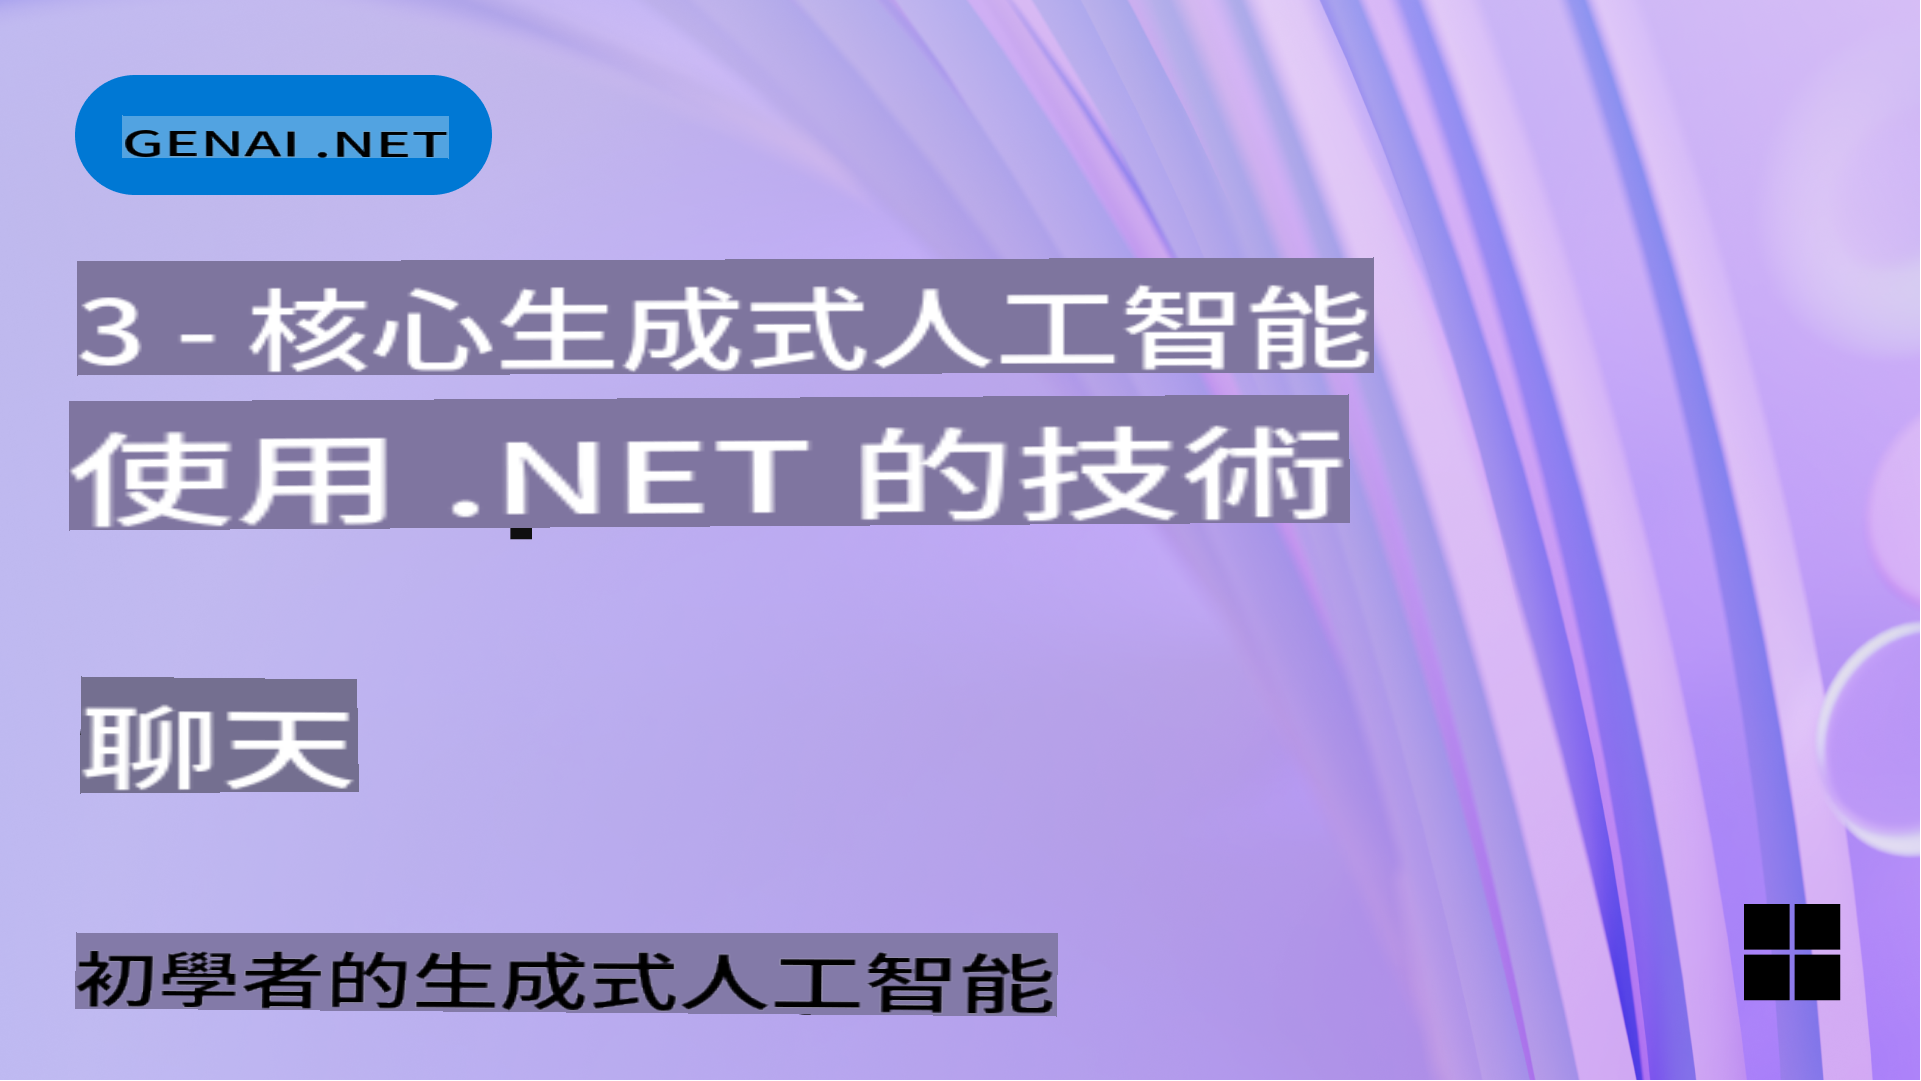 GENAI .NET
3 - 核心生成式人工智能
使用 .NET 的技術
聊天
初學者的生成式人工智能